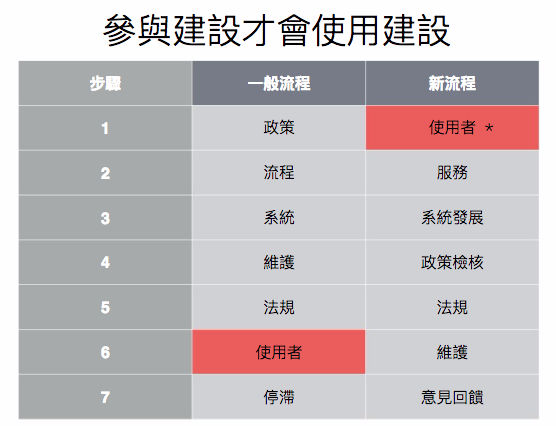 參與建設才會使用建設
步驟 一般流程 新流程
1 政策 使用者 *
2 流程 服務
3 系統 系統發展
4 維護 政策檢核
5 法規 法規
6 使用者 維護
7 停滯 意見回饋